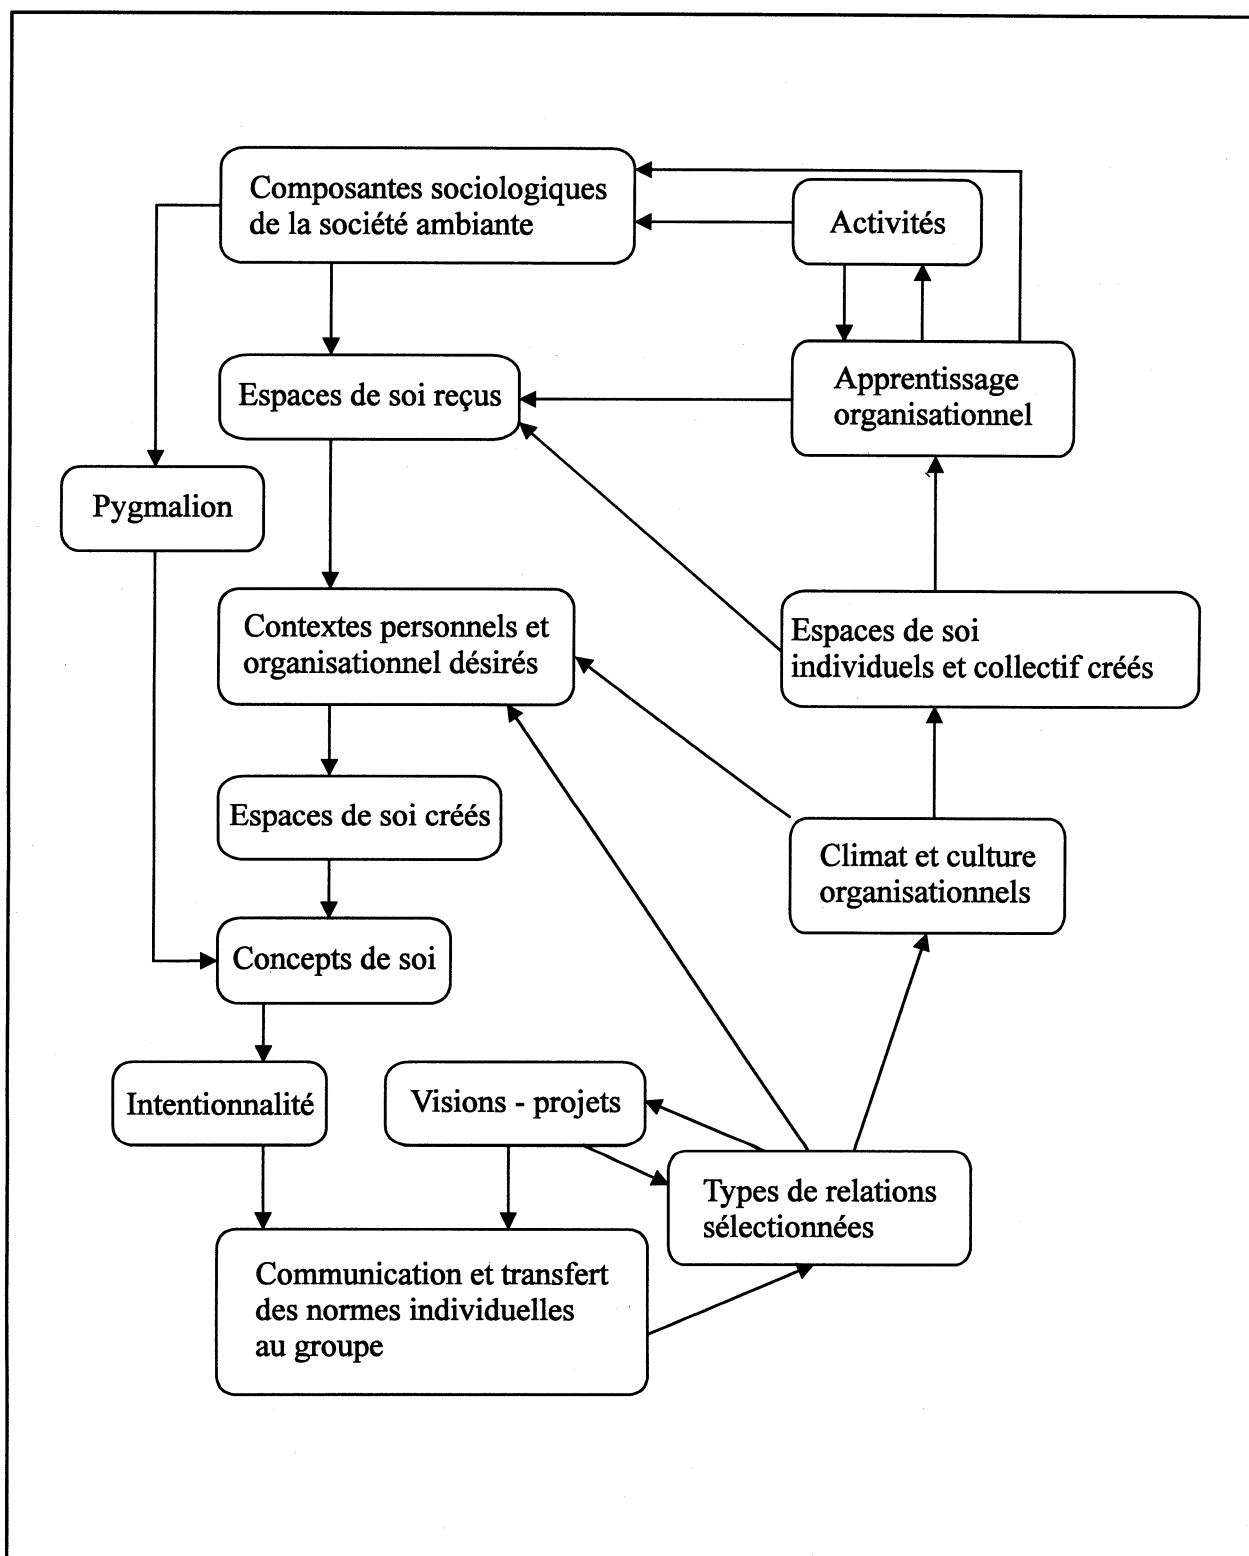 Composantes sociologiques
de la société ambiante
Activités
Espaces de soi reçus
Apprentissage
organisationnel
Pygmalion
Contextes personnels et
organisationnel désirés
Espaces de soi
individuels et collectif créés
Espaces de soi créés
Climat et culture
organisationnels
Concepts de soi
Intentionnalité
Visions - projets
Types de relations
sélectionnées
Communication et transfert
des normes individuelles
au groupe